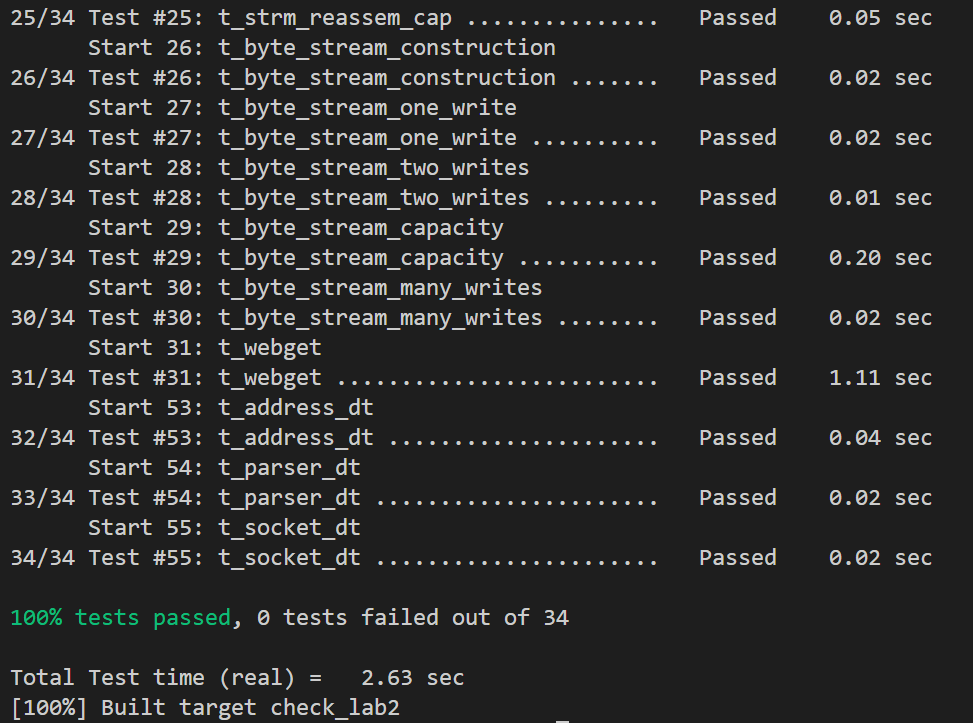 25/34 Test #25: t_strm_reassem_cap ...............   Passed    0.05 sec
      Start 26: t_byte_stream_construction
26/34 Test #26: t_byte_stream_construction .......   Passed    0.02 sec
      Start 27: t_byte_stream_one_write
27/34 Test #27: t_byte_stream_one_write ..........   Passed    0.02 sec
      Start 28: t_byte_stream_two_writes
28/34 Test #28: t_byte_stream_two_writes .........   Passed    0.01 sec
      Start 29: t_byte_stream_capacity
29/34 Test #29: t_byte_stream_capacity ...........   Passed    0.20 sec
      Start 30: t_byte_stream_many_writes
30/34 Test #30: t_byte_stream_many_writes ........   Passed    0.02 sec
      Start 31: t_webget
31/34 Test #31: t_webget .........................   Passed    1.11 sec
      Start 53: t_address_dt
32/34 Test #53: t_address_dt .....................   Passed    0.04 sec
      Start 54: t_parser_dt
33/34 Test #54: t_parser_dt ......................   Passed    0.02 sec
      Start 55: t_socket_dt
34/34 Test #55: t_socket_dt ......................   Passed    0.02 sec

100% tests passed, 0 tests failed out of 34

Total Test time (real) =   2.63 sec
[100%] Built target check_lab2